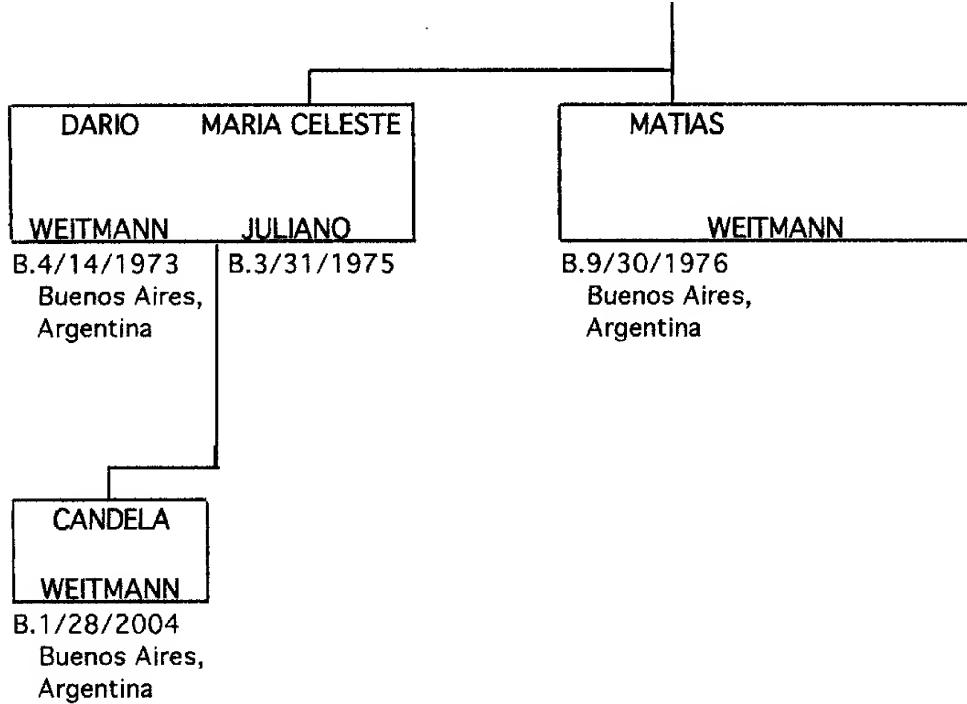 DARIO MARIA CELESTE
WEITMANN JULIANO
B.4/14/1973 B.3/31/1975
Buenos Aires,
Argentina
MATIAS
WEITMANN
B.9/30/1976
Buenos Aires,
Argentina
CANDELA
WEITMANN
B.1/28/2004
Buenos Aires,
Argentina